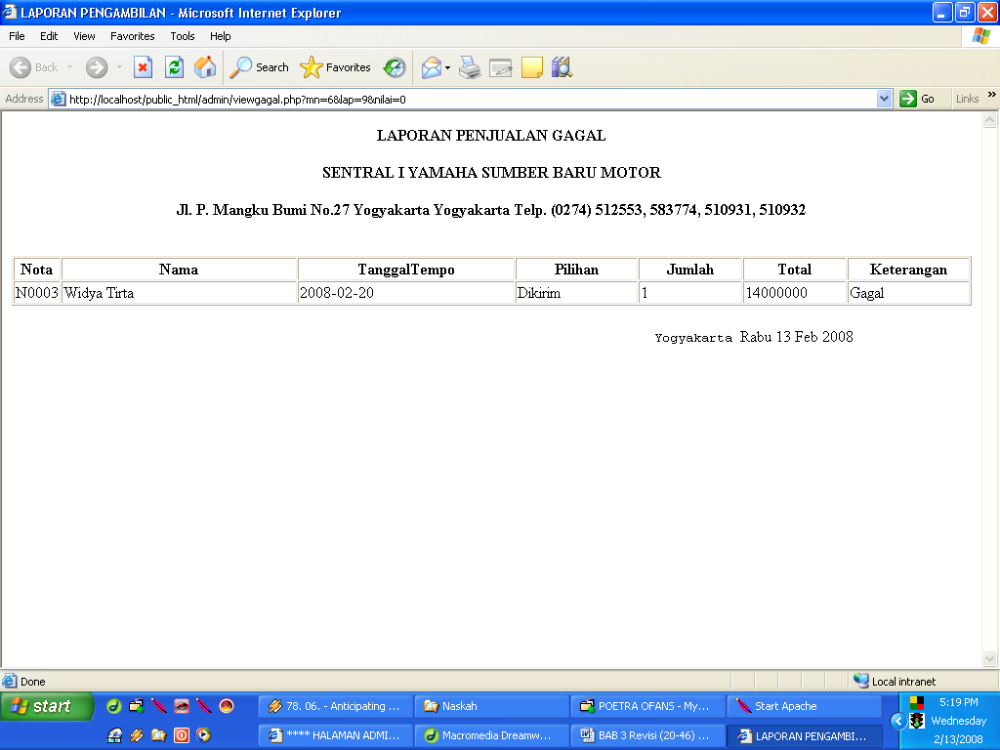 LAPORAN PENGAMBILAN - Microsoft Internet Explorer
File Edit View Favorites Tools Help
Back Search Favorites
Address http://localhost/public_html/admin/viewgagal.php?mn=6&lap=9&nilai=0 Go Links »
LAPORAN PENJUALAN GAGAL
SENTRAL I YAMAHA SUMBER BARU MOTOR
Jl. P. Mangku Bumi No.27 Yogyakarta Yogyakarta Telp. (0274) 512553, 583774, 510931, 510932
Nota Nama TanggalTempo Pilihan Jumlah Total Keterangan
N0003 Widya Tirta 2008-02-20 Dikirim 1 14000000 Gagal
Yogyakarta Rabu 13 Feb 2008
Done Local intranet
start 78. 06. - Anticipating ... Naskah POETRA OFANS - My... Start Apache 5:19 PM
Wednesday
**** HALAMAN ADMI... Macromedia Dreamw... BAB 3 Revisi (20-46) ... LAPORAN PENGAMBI... 2/13/2008